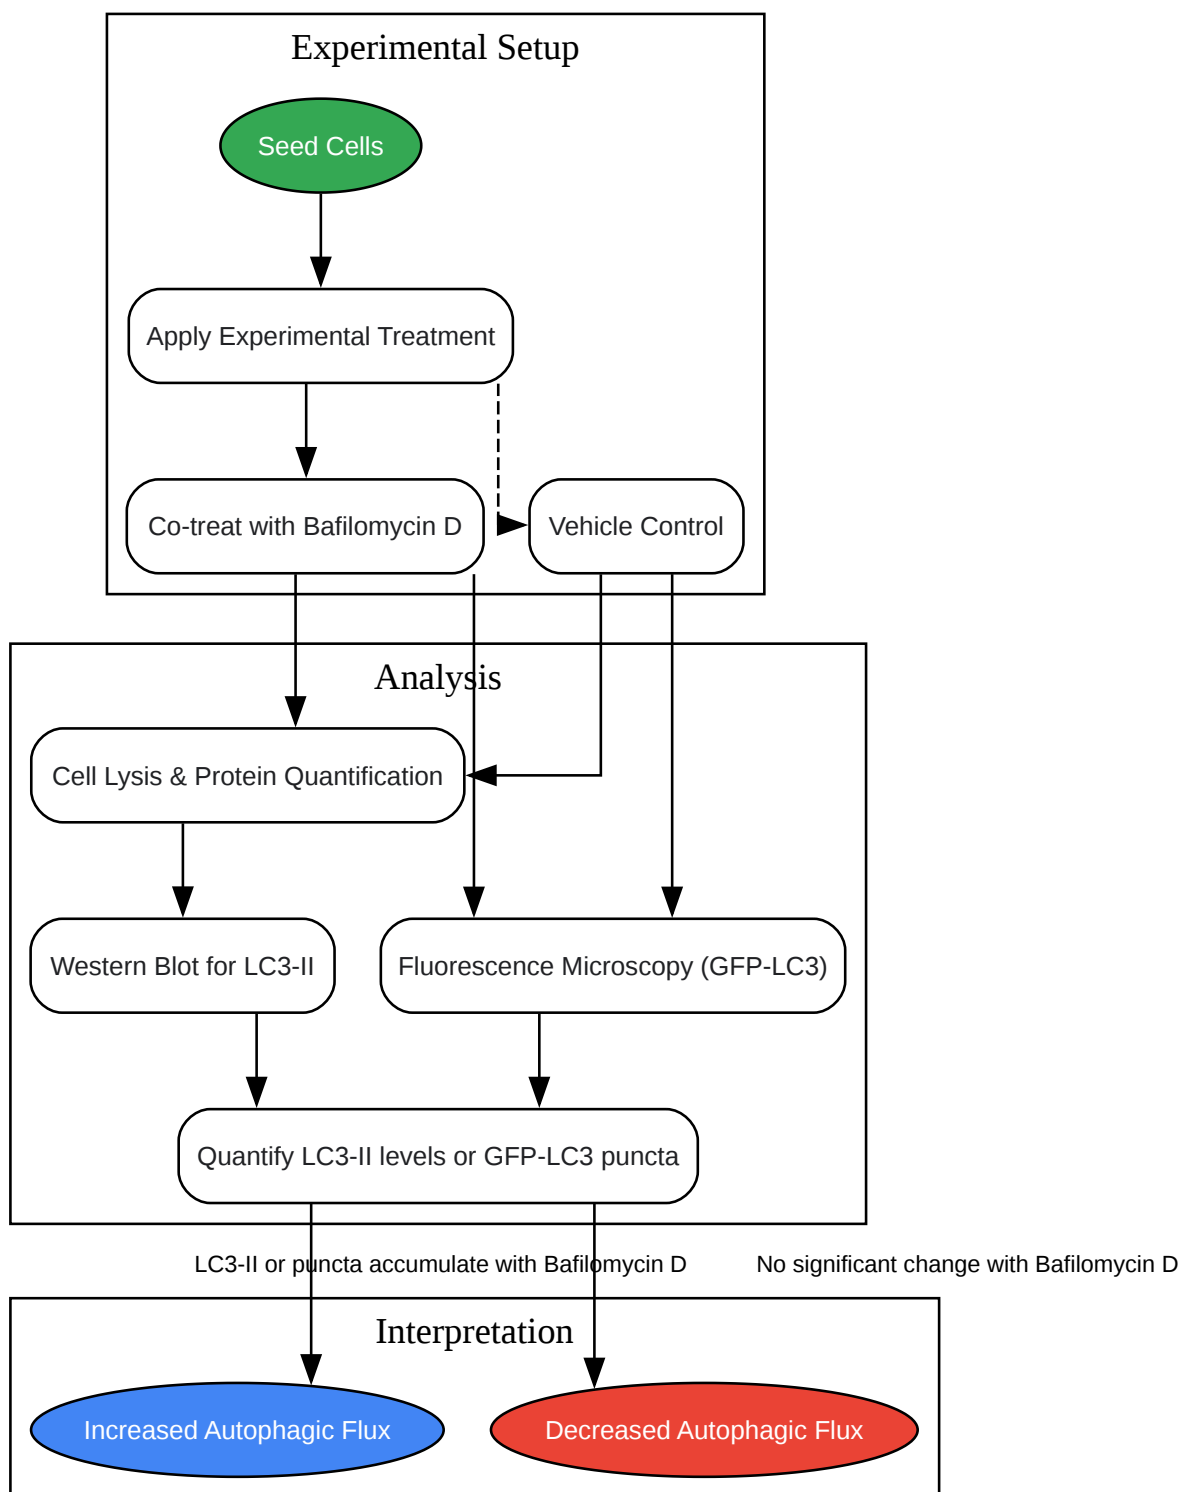 Experimental Setup
Seed Cells
Apply Experimental Treatment
Co-treat with Bafilomycin D
Vehicle Control
Analysis
Cell Lysis & Protein Quantification
Western Blot for LC3-II
Fluorescence Microscopy (GFP-LC3)
Quantify LC3-II levels or GFP-LC3 puncta
LC3-II or puncta accumulate with Bafilomycin D
No significant change with Bafilomycin D
Interpretation
Increased Autophagic Flux
Decreased Autophagic Flux